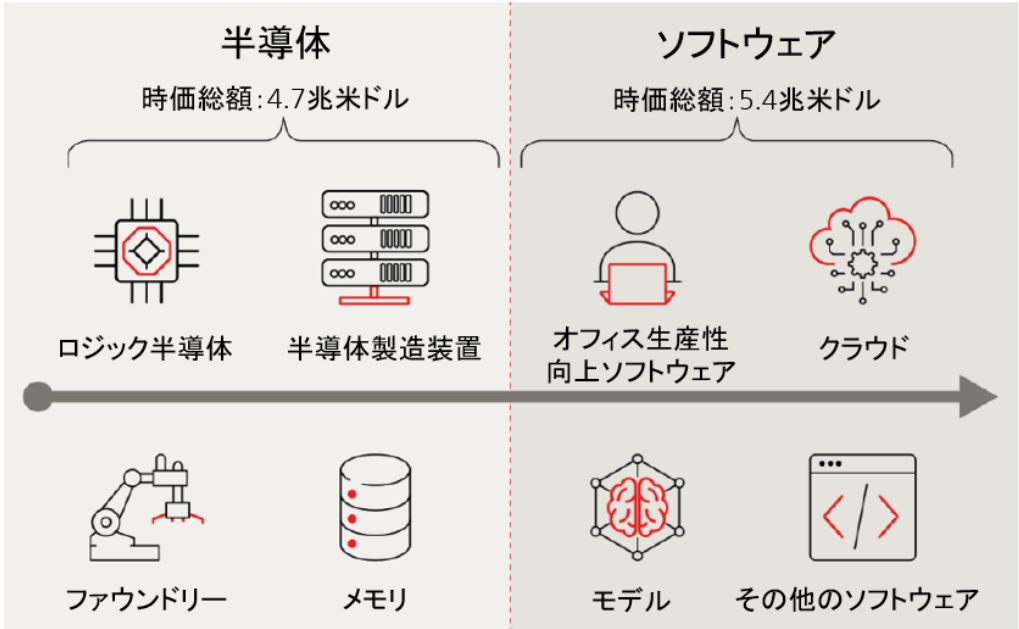 半導体
時価総額：4.7兆米ドル
ロジック半導体
半導体製造装置
ファウンドリー
メモリ
ソフトウェア
時価総額：5.4兆米ドル
オフィス生産性
向上ソフトウェア
クラウド
モデル
その他のソフトウェア